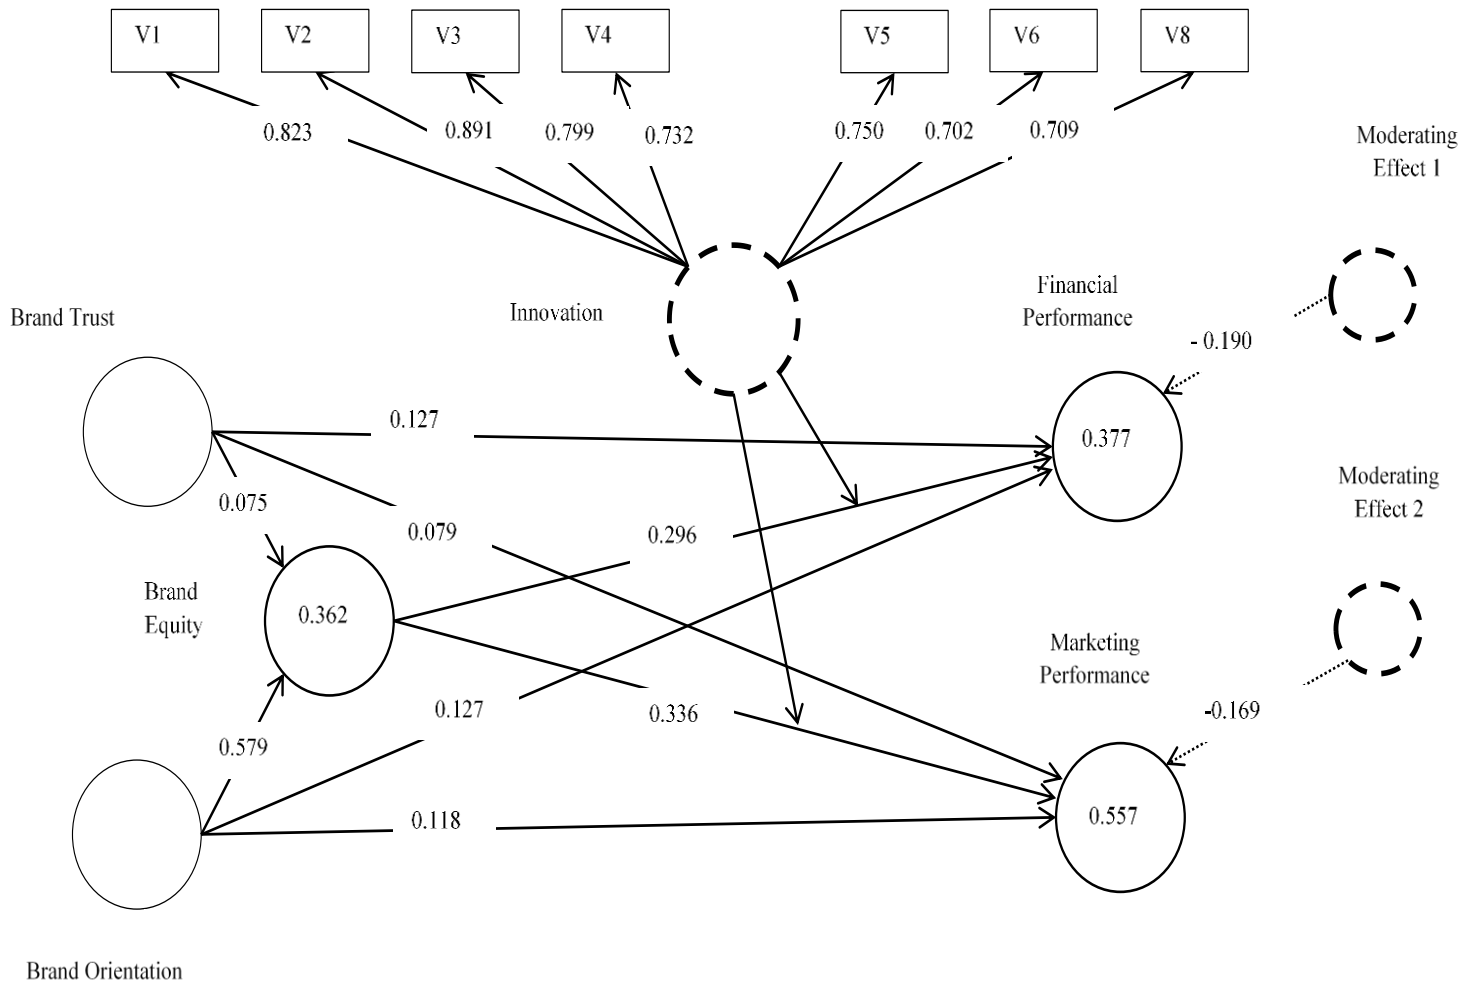 V1
V2
V3
V4
V5
V6
V8
0.823
0.891
0.799
0.732
0.750
0.702
0.709
Moderating
Effect 1
Innovation
Financial
Performance
Brand Trust
- 0.190
0.127
0.377
0.075
0.079
0.296
Moderating
Effect 2
Brand
Equity
0.362
Marketing
Performance
0.127
0.336
-0.169
0.579
0.118
0.557
Brand Orientation